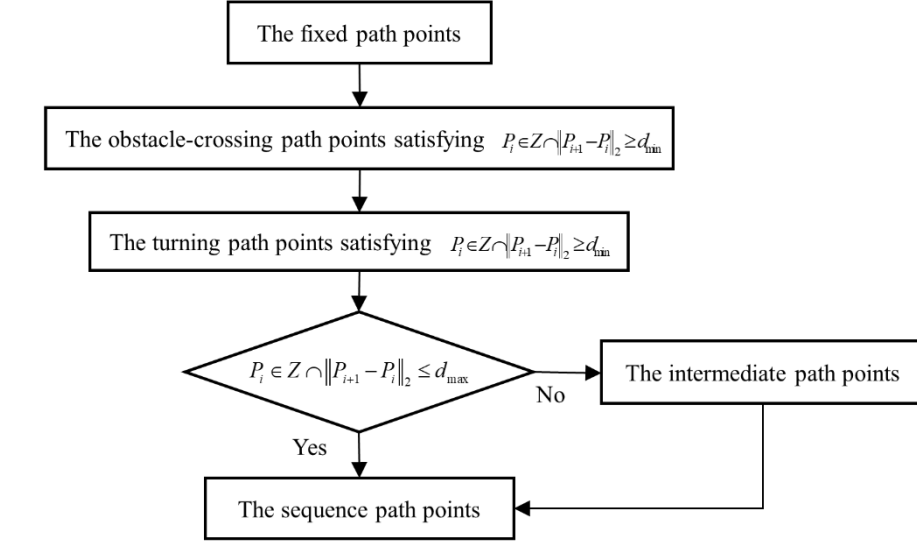 The fixed path points
The obstacle-crossing path points satisfying P_i∈Z∩‖P_{i+1}−P_i‖_2≥d_min
The turning path points satisfying P_i∈Z∩‖P_{i+1}−P_i‖_2≥d_min
P_i∈Z∩‖P_{i+1}−P_i‖_2≤d_max
The intermediate path points
No
Yes
The sequence path points